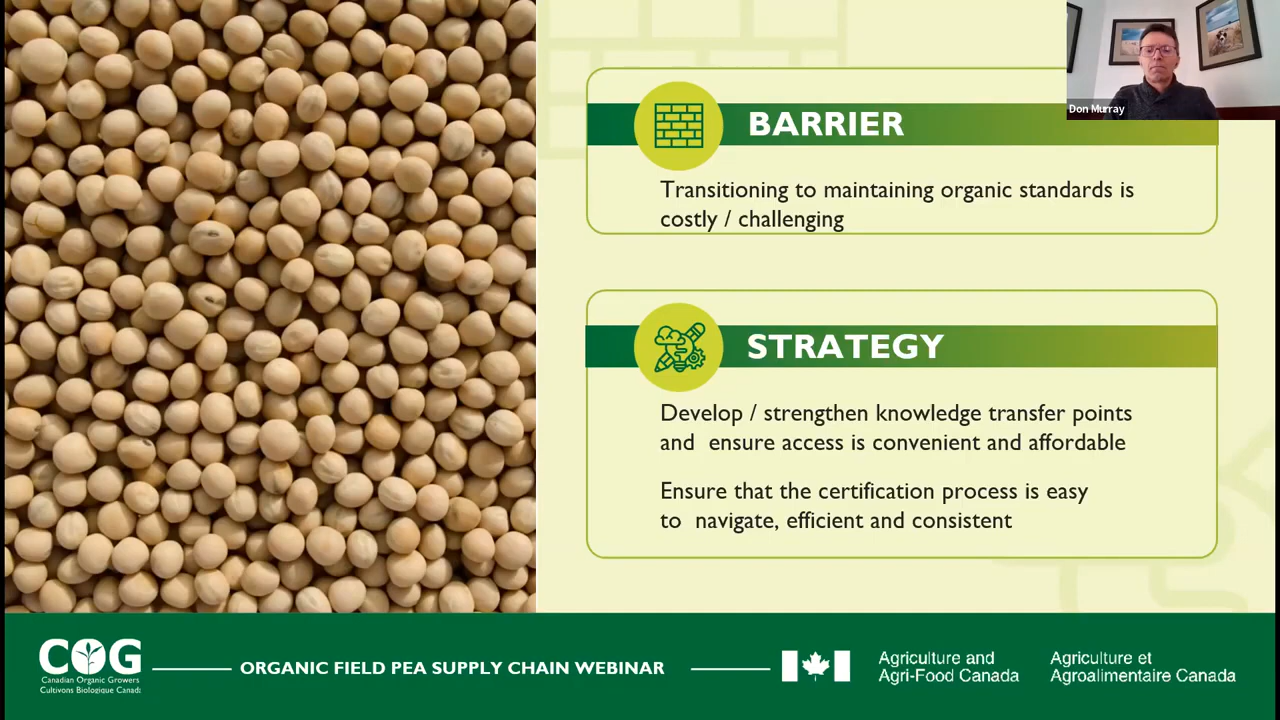 BARRIER
Don Murray
Transitioning to maintaining organic standards is
costly / challenging
STRATEGY
Develop / strengthen knowledge transfer points
and ensure access is convenient and affordable
Ensure that the certification process is easy
to navigate, efficient and consistent
COG
Canadian Organic Growers
Cultivons Biologique Canada
ORGANIC FIELD PEA SUPPLY CHAIN WEBINAR
Agriculture and
Agri-Food Canada
Agriculture et
Agroalimentaire Canada